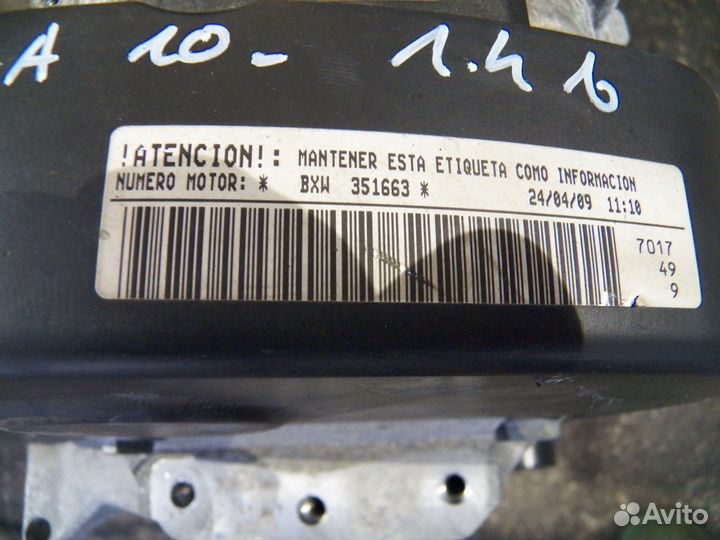 A 10- 1.4 b
!ATENCION!: MANTENER ESTA ETIQUETA COMO INFORMACION
NUMERO MOTOR: * BXW 351663 * 24/04/09 11:10
7017
49
9
Avito